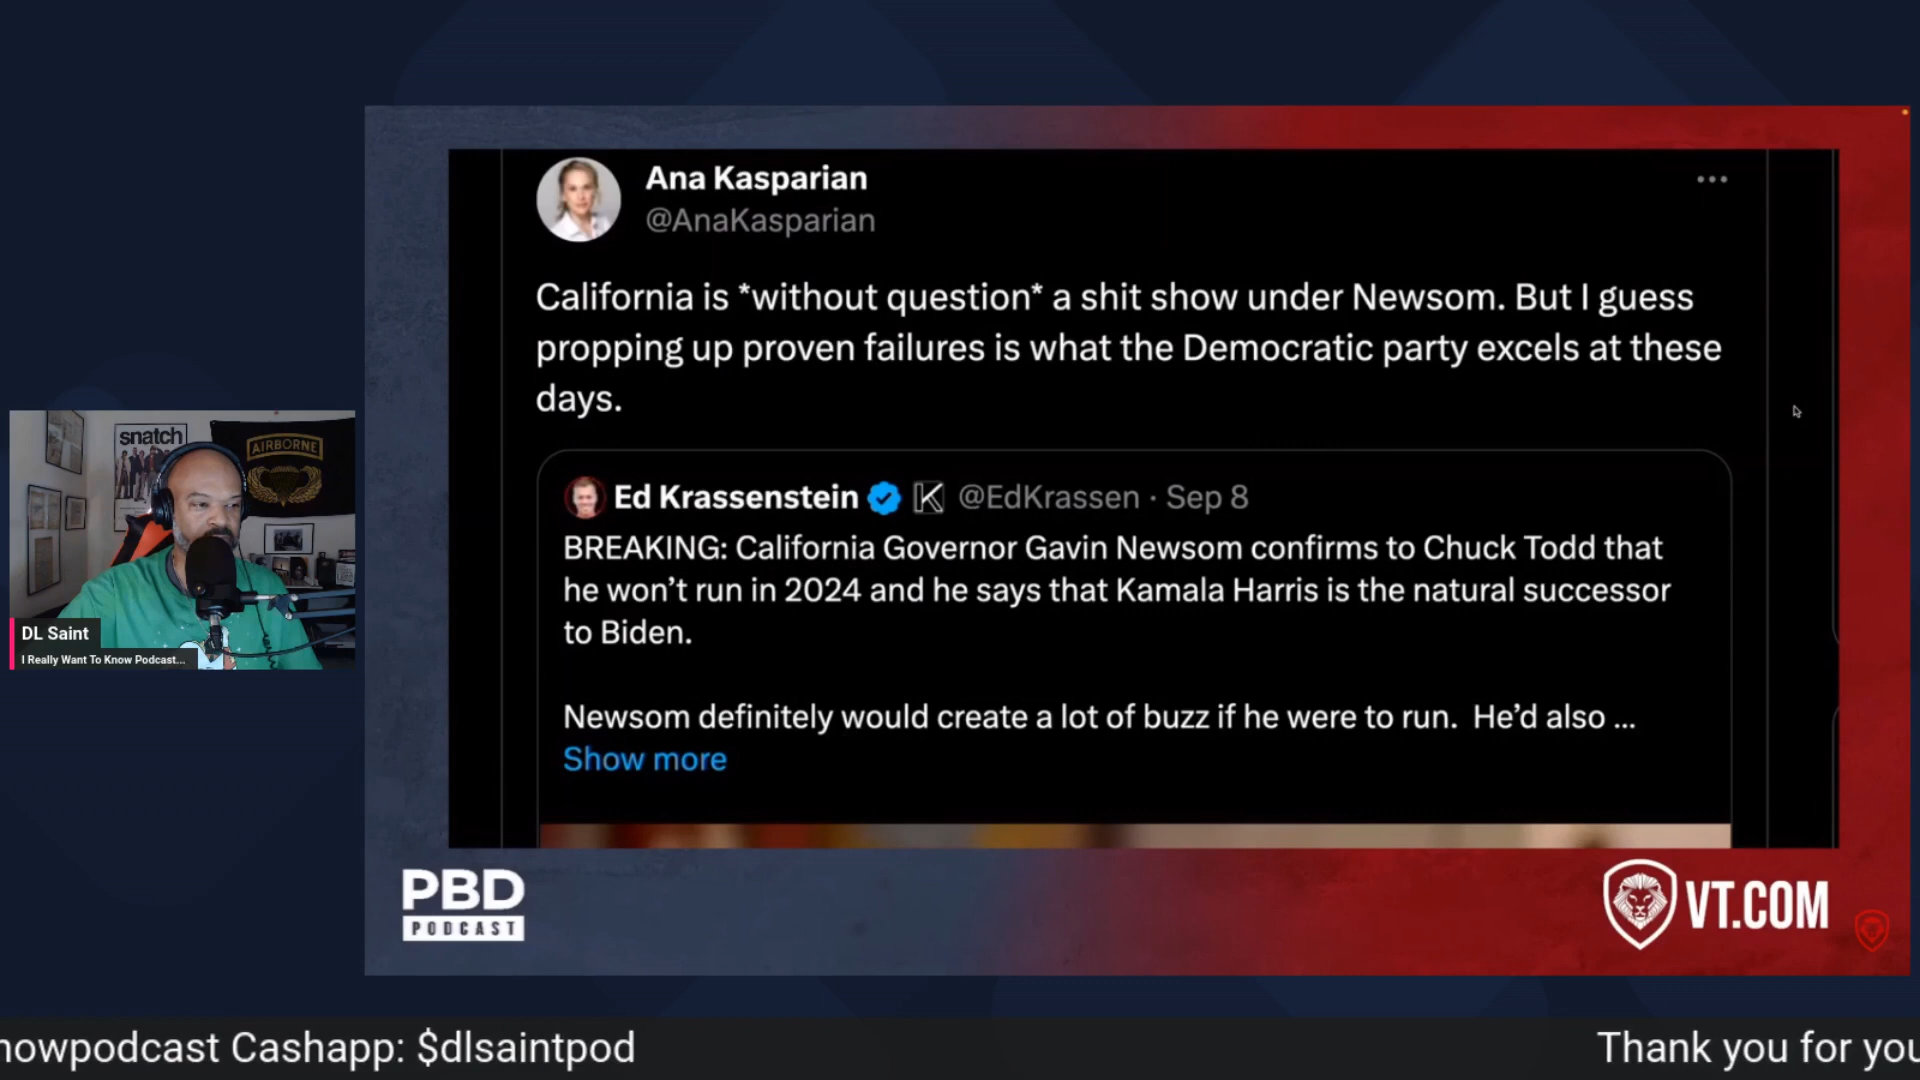 Ana Kasparian
@AnaKasparian
California is *without question* a shit show under Newsom. But I guess
propping up proven failures is what the Democratic party excels at these
days.
Ed Krassenstein @EdKrassen · Sep 8
BREAKING: California Governor Gavin Newsom confirms to Chuck Todd that
he won’t run in 2024 and he says that Kamala Harris is the natural successor
to Biden.
Newsom definitely would create a lot of buzz if he were to run. He’d also ...
Show more
snatch
AIRBORNE
DL Saint
I Really Want To Know Podcast...
PBD
PODCAST
VT.COM
nowpodcast Cashapp: $dlsaintpod
Thank you for you